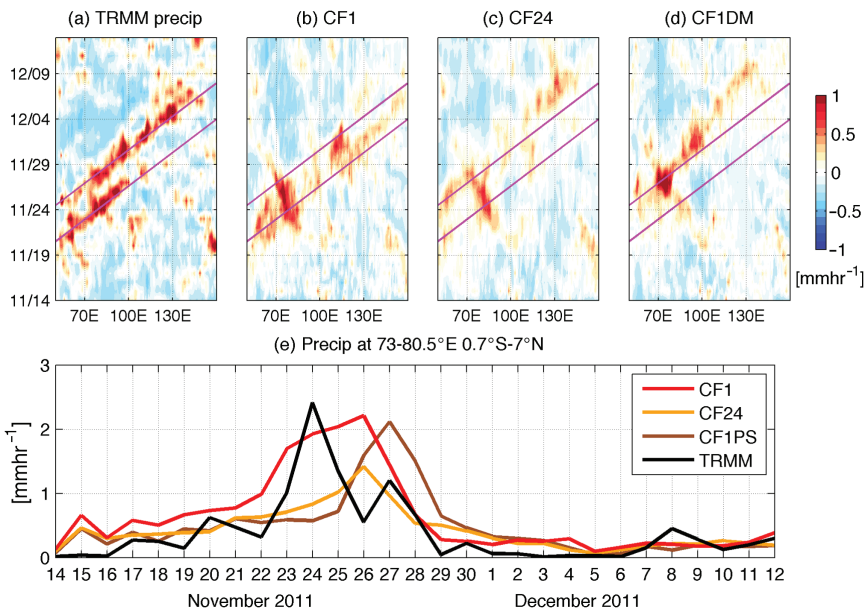 (a) TRMM precip (b) CF1 (c) CF24 (d) CF1DM
12/09
12/04
11/29
11/24
11/19
11/14
70E 100E 130E 70E 100E 130E 70E 100E 130E 70E 100E 130E
1
0.5
0
−0.5
−1
[mmhr⁻¹]
(e) Precip at 73-80.5°E 0.7°S-7°N
3
2
1
0
[mmhr⁻¹]
CF1
CF24
CF1PS
TRMM
14 15 16 17 18 19 20 21 22 23 24 25 26 27 28 29 30 1 2 3 4 5 6 7 8 9 10 11 12
November 2011 December 2011